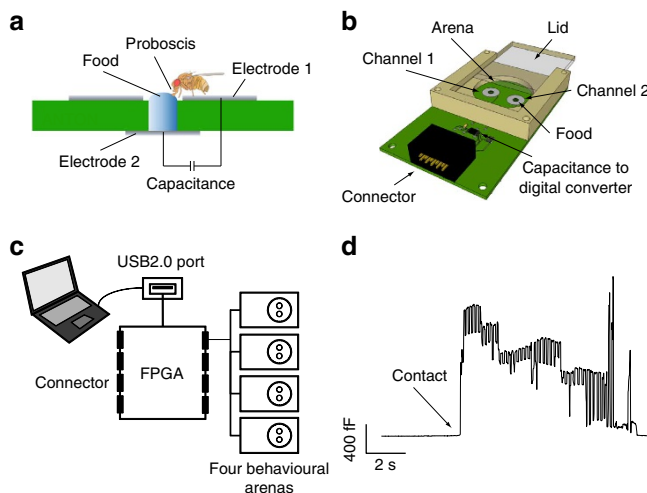 a
Proboscis
Food
Electrode 1
Electrode 2
Capacitance
b
Arena
Lid
Channel 1
Channel 2
Food
Capacitance to
digital converter
Connector
c
USB2.0 port
FPGA
Connector
Four behavioural
arenas
d
Contact
400 fF
2 s